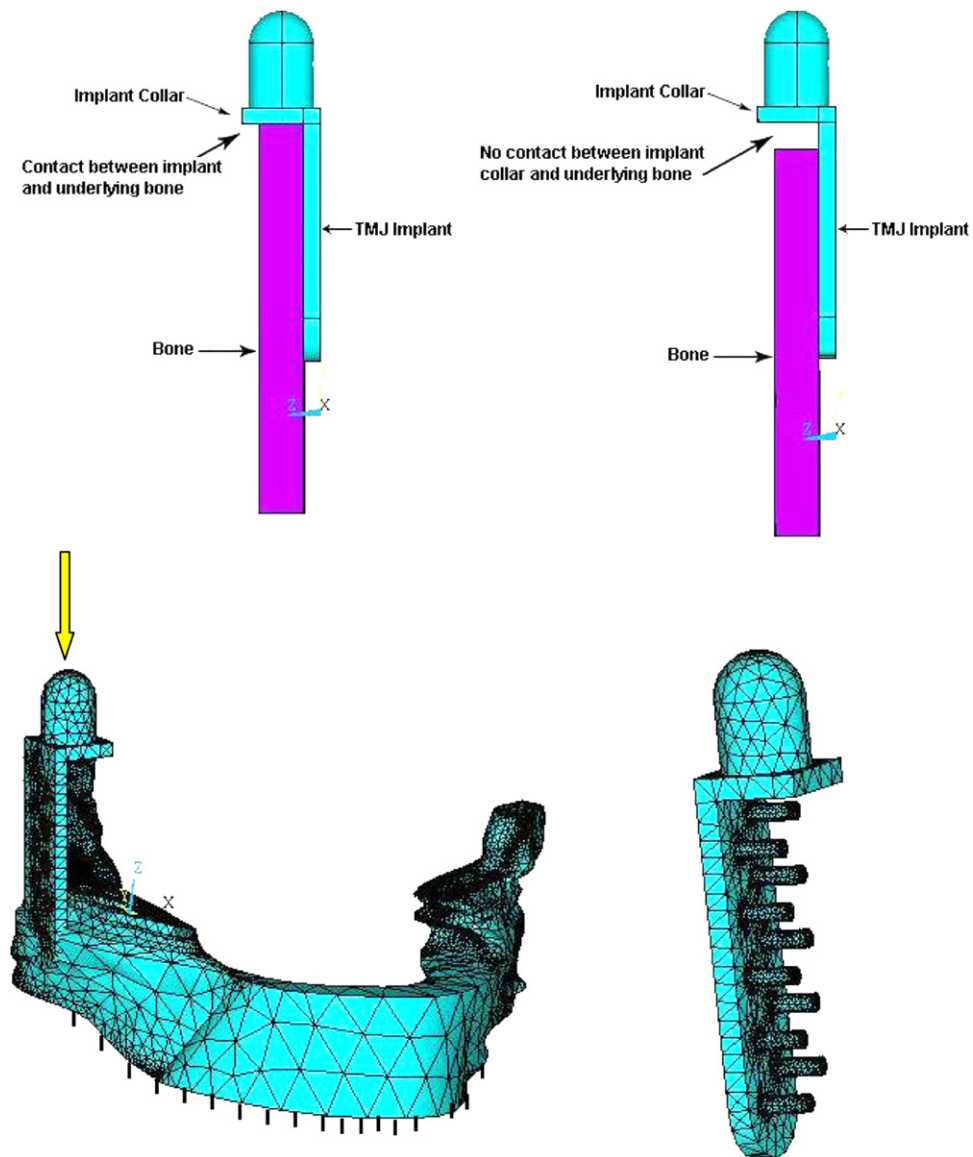 Implant Collar
Contact between implant
and underlying bone
TMJ Implant
Bone
Y
Z
X
Implant Collar
No contact between implant
collar and underlying bone
TMJ Implant
Bone
Y
Z
X
Z
Y
X